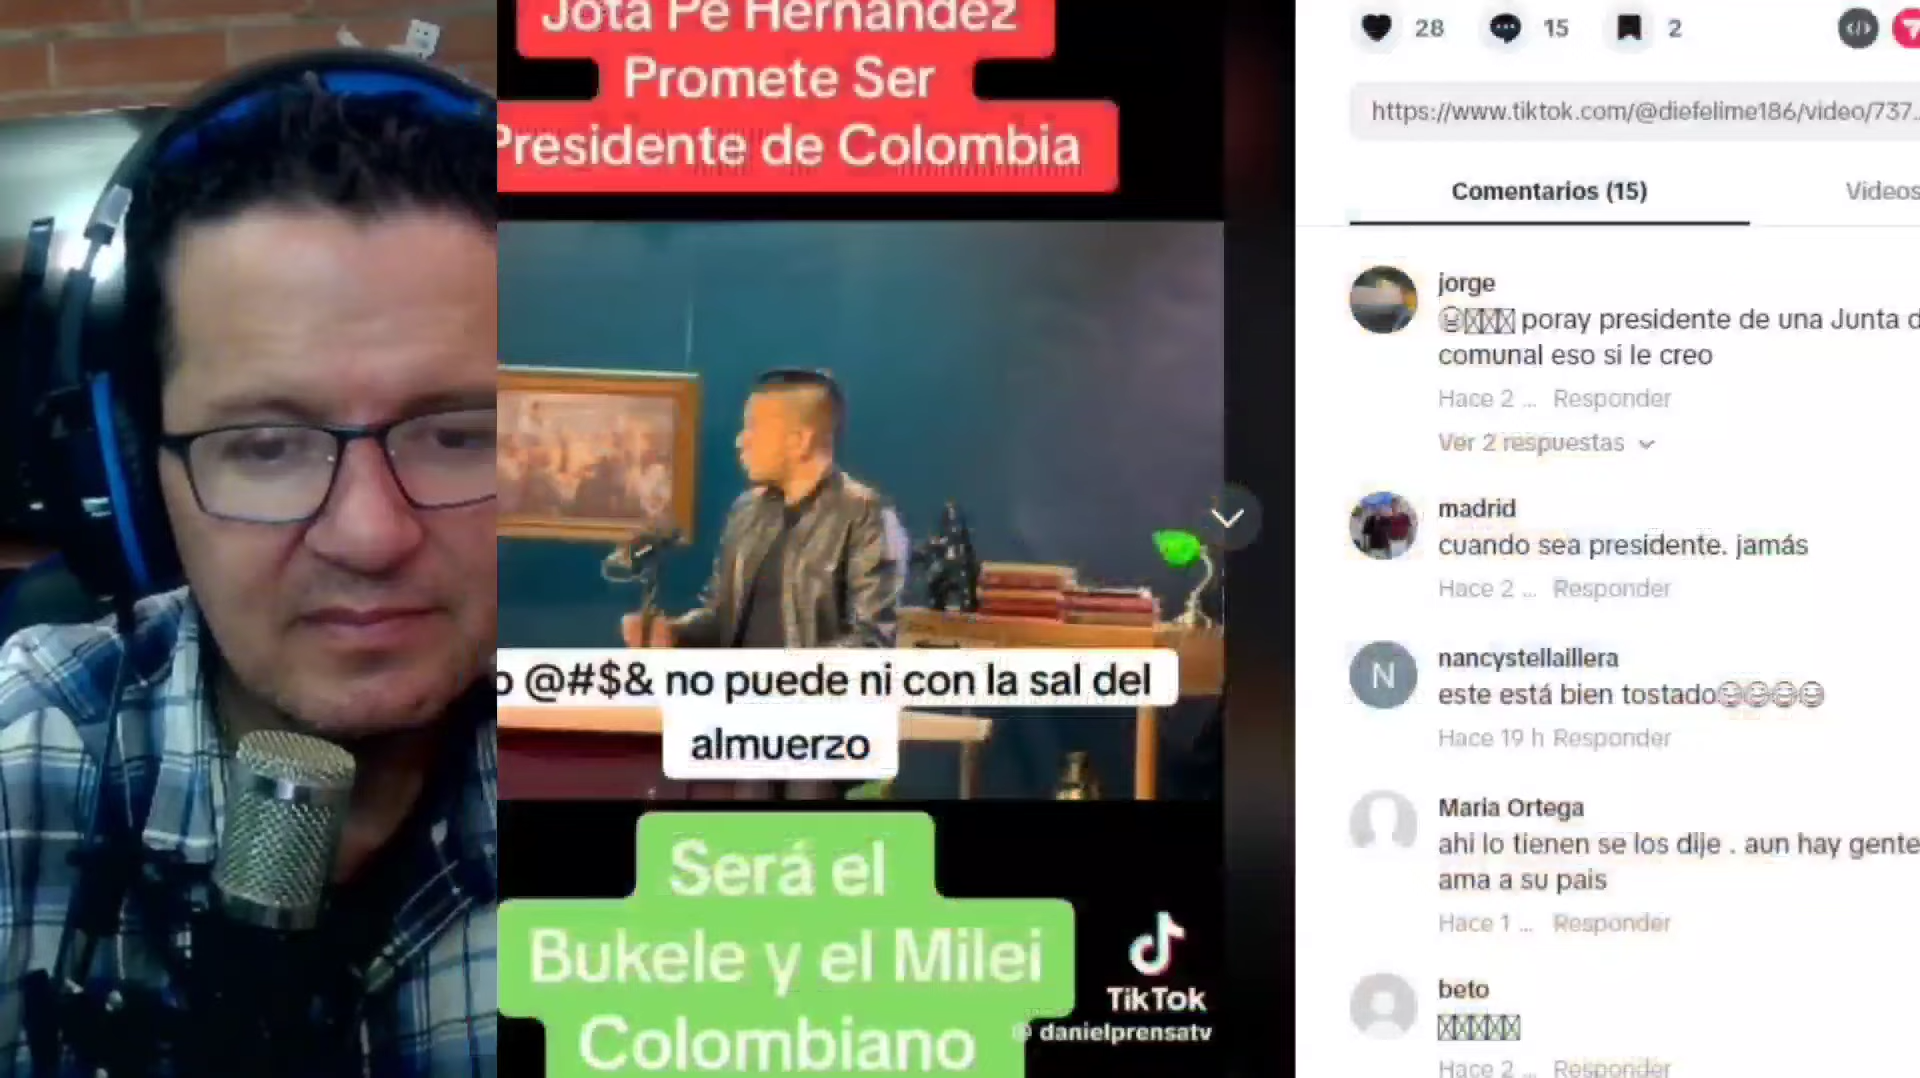 Jota Pe Hernández
Promete Ser
Presidente de Colombia
@#$& no puede ni con la sal del
almuerzo
Será el
Bukele y el Milei
Colombiano
TikTok
danielprensatv
28
15
2
https://www.tiktok.com/@diefelime186/video/737...
Comentarios (15)
Videos
jorge
poray presidente de una Junta d
comunal eso si le creo
Hace 2 ... Responder
Ver 2 respuestas
madrid
cuando sea presidente. jamás
Hace 2 ... Responder
N
nancystellaillera
este está bien tostado
Hace 19 h Responder
Maria Ortega
ahi lo tienen se los dije . aun hay gente
ama a su pais
Hace 1 ... Responder
beto
Hace 2 ... Responder